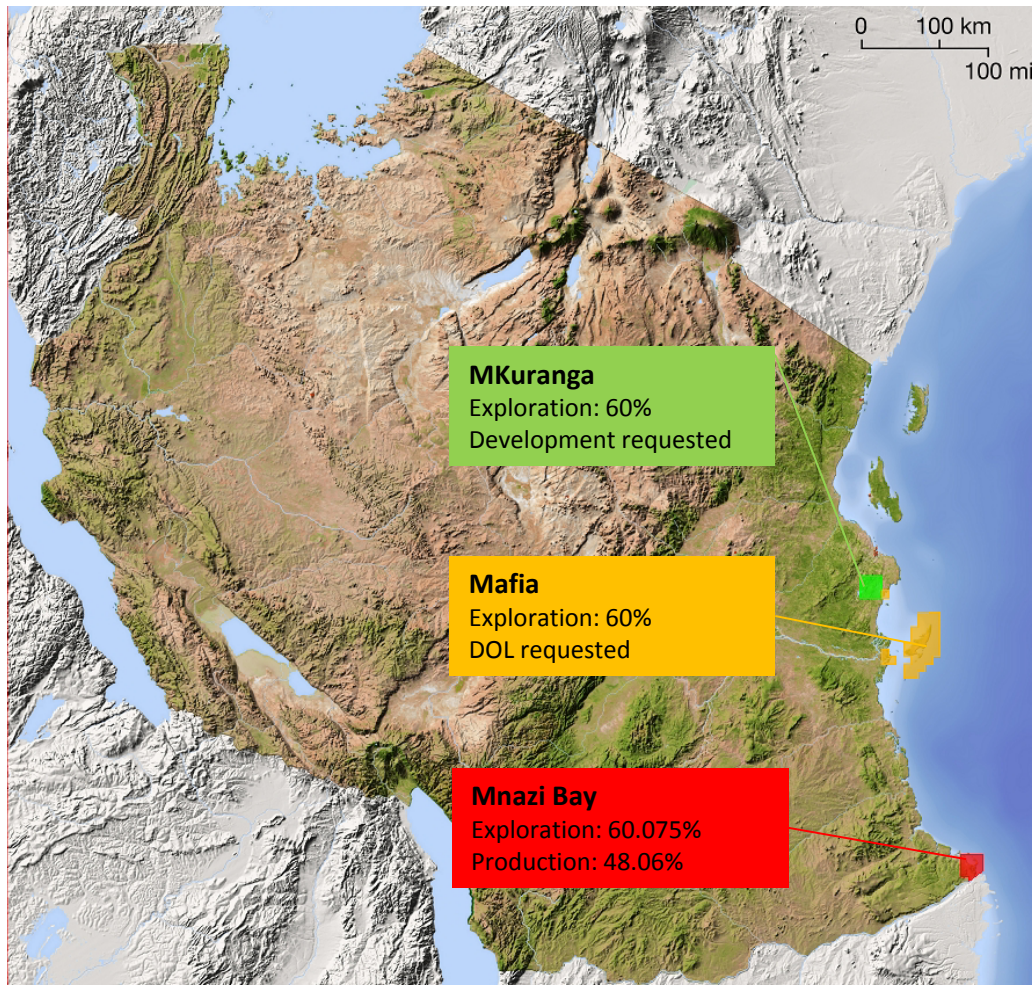 0 100 km
100 mi
MKuranga
Exploration: 60%
Development requested
Mafia
Exploration: 60%
DOL requested
Mnazi Bay
Exploration: 60.075%
Production: 48.06%